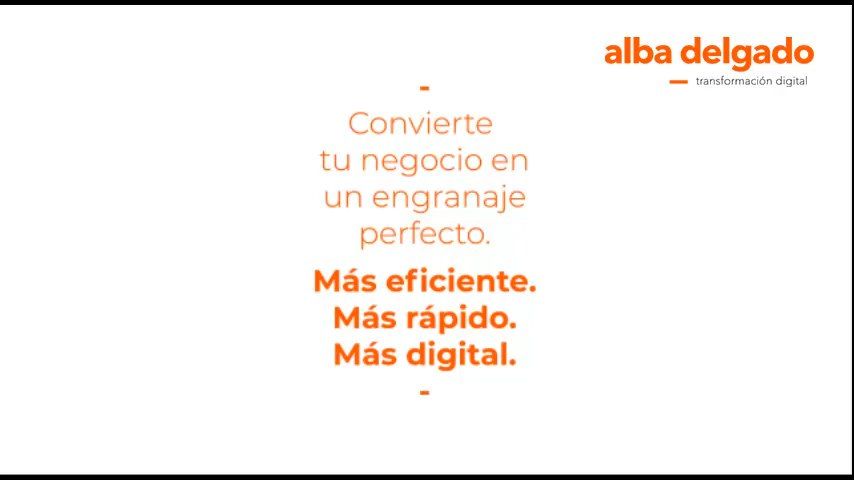 alba delgado
transformación digital
-
Convierte
tu negocio en
un engranaje
perfecto.
Más eficiente.
Más rápido.
Más digital.
-